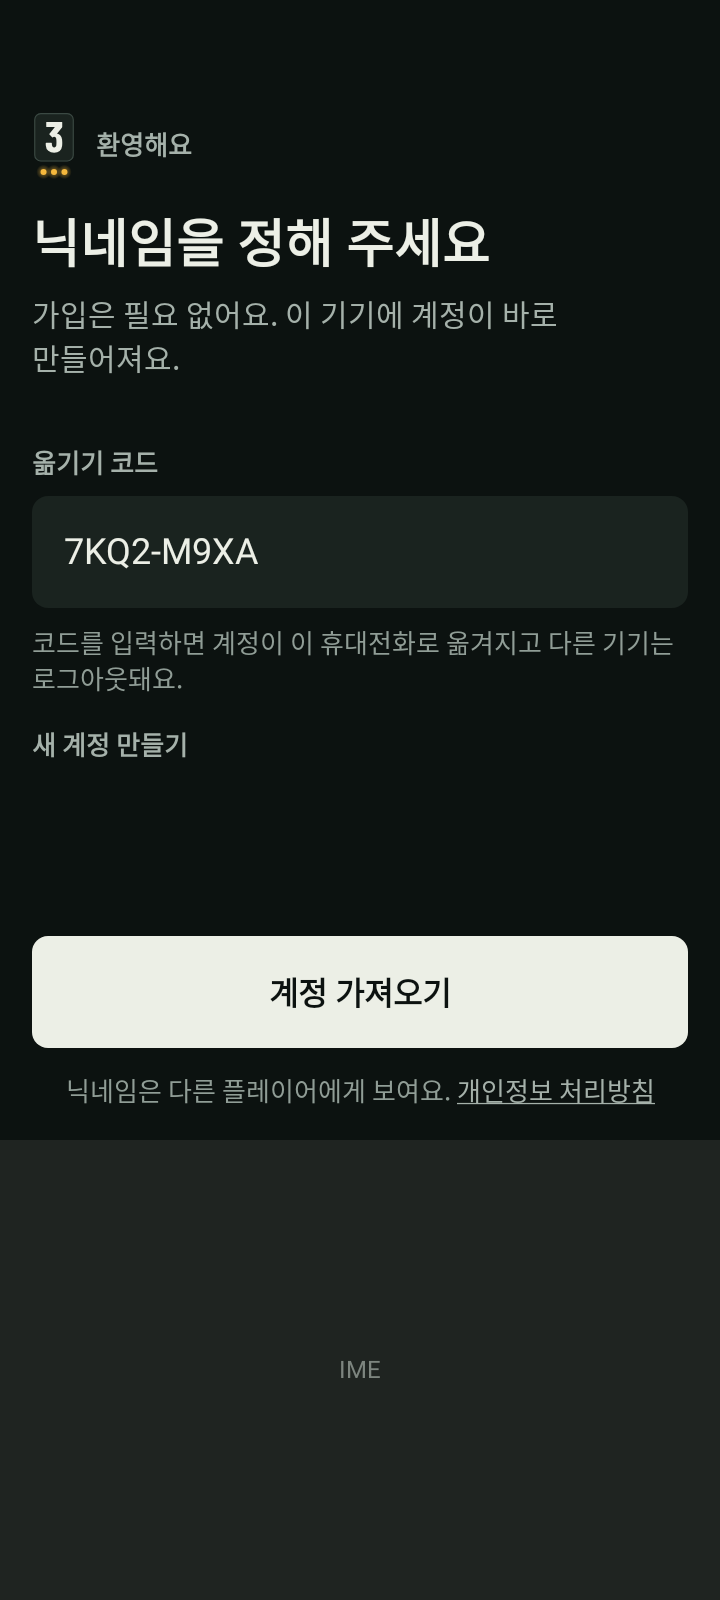 3
환영해요
닉네임을 정해 주세요
가입은 필요 없어요. 이 기기에 계정이 바로
만들어져요.
옮기기 코드
7KQ2-M9XA
코드를 입력하면 계정이 이 휴대전화로 옮겨지고 다른 기기는
로그아웃돼요.
새 계정 만들기
계정 가져오기
닉네임은 다른 플레이어에게 보여요. 개인정보 처리방침
IME